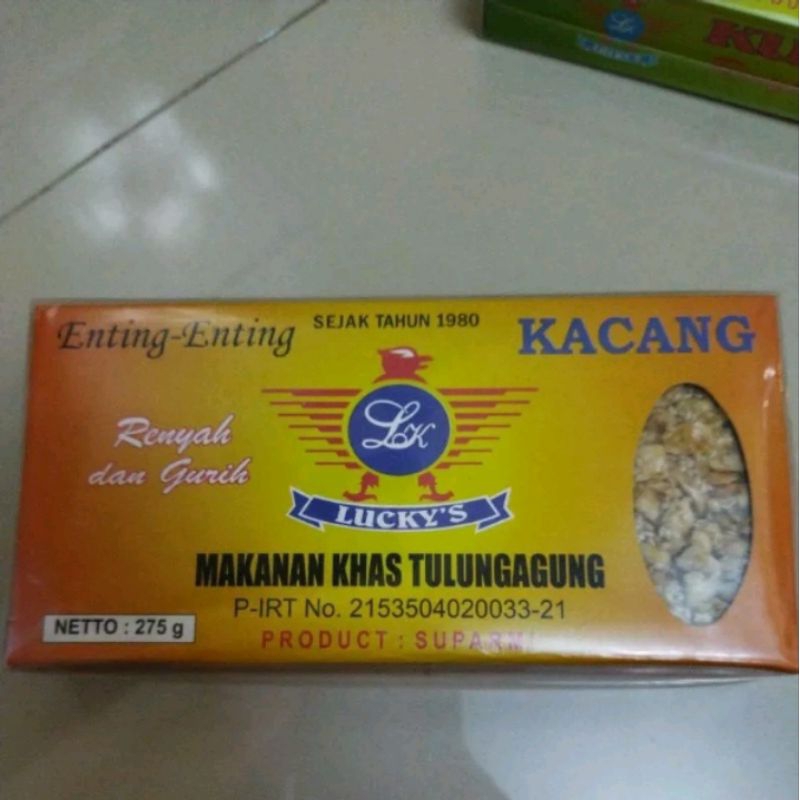 Enting-Enting
SEJAK TAHUN 1980
KACANG
Renyah
dan Gurih
LK
LUCKY'S
MAKANAN KHAS TULUNGAGUNG
P-IRT No. 2153504020033-21
NETTO : 275 g
PRODUCT : SUPARMI
LK